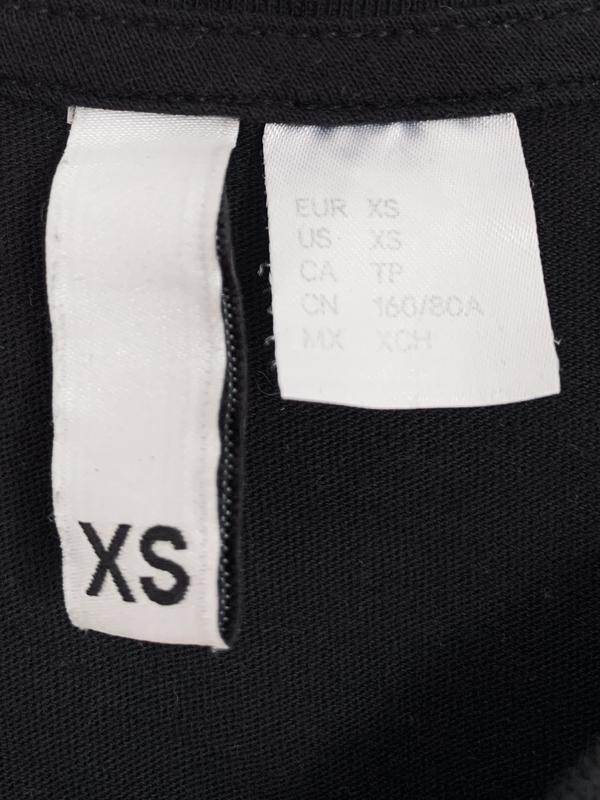 XS
EUR XS
US XS
CA TP
CN 160/80A
MX XCH